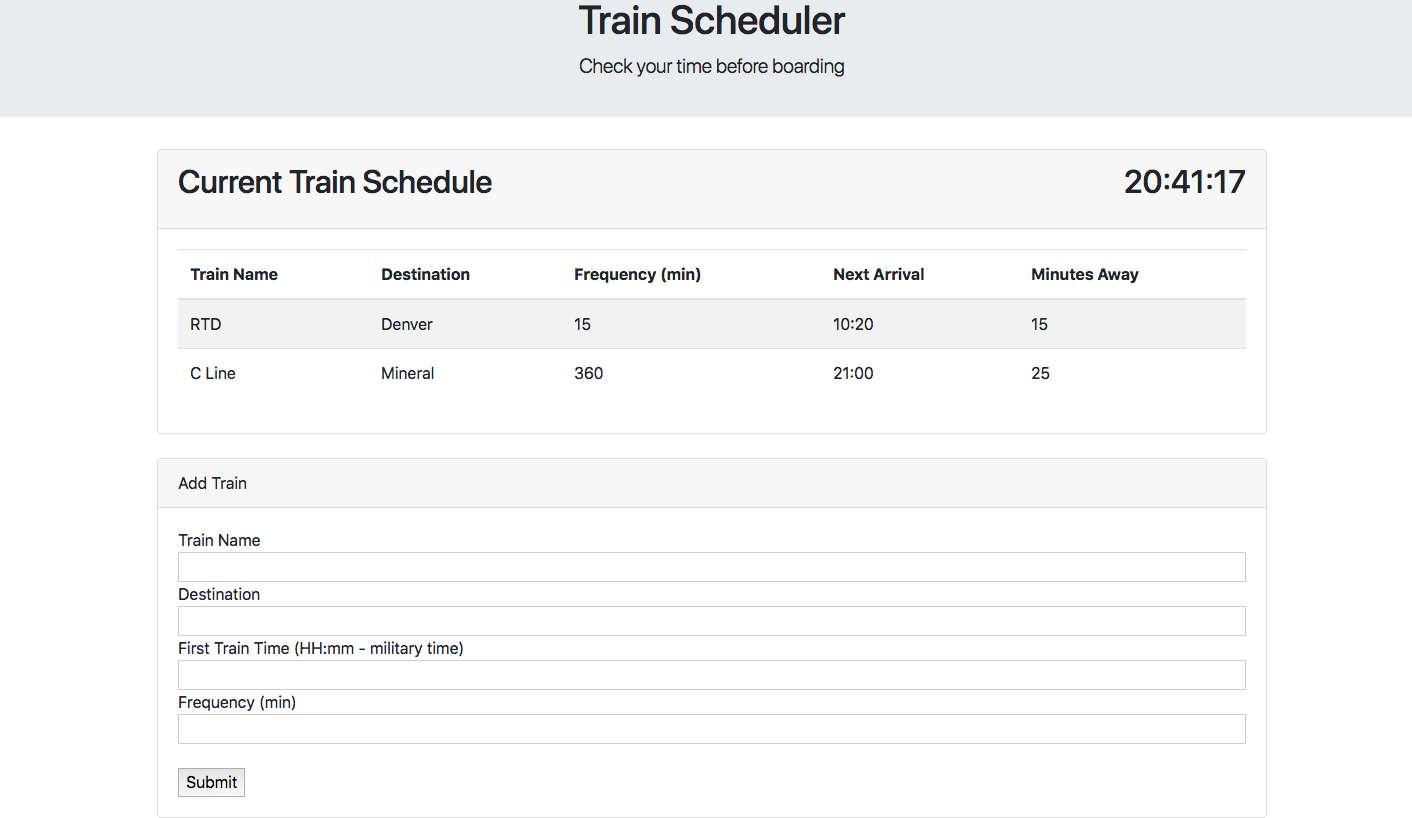 Train Scheduler
Check your time before boarding
Current Train Schedule 20:41:17
Train Name Destination Frequency (min) Next Arrival Minutes Away
RTD Denver 15 10:20 15
C Line Mineral 360 21:00 25
Add Train
Train Name
Destination
First Train Time (HH:mm - military time)
Frequency (min)
Submit